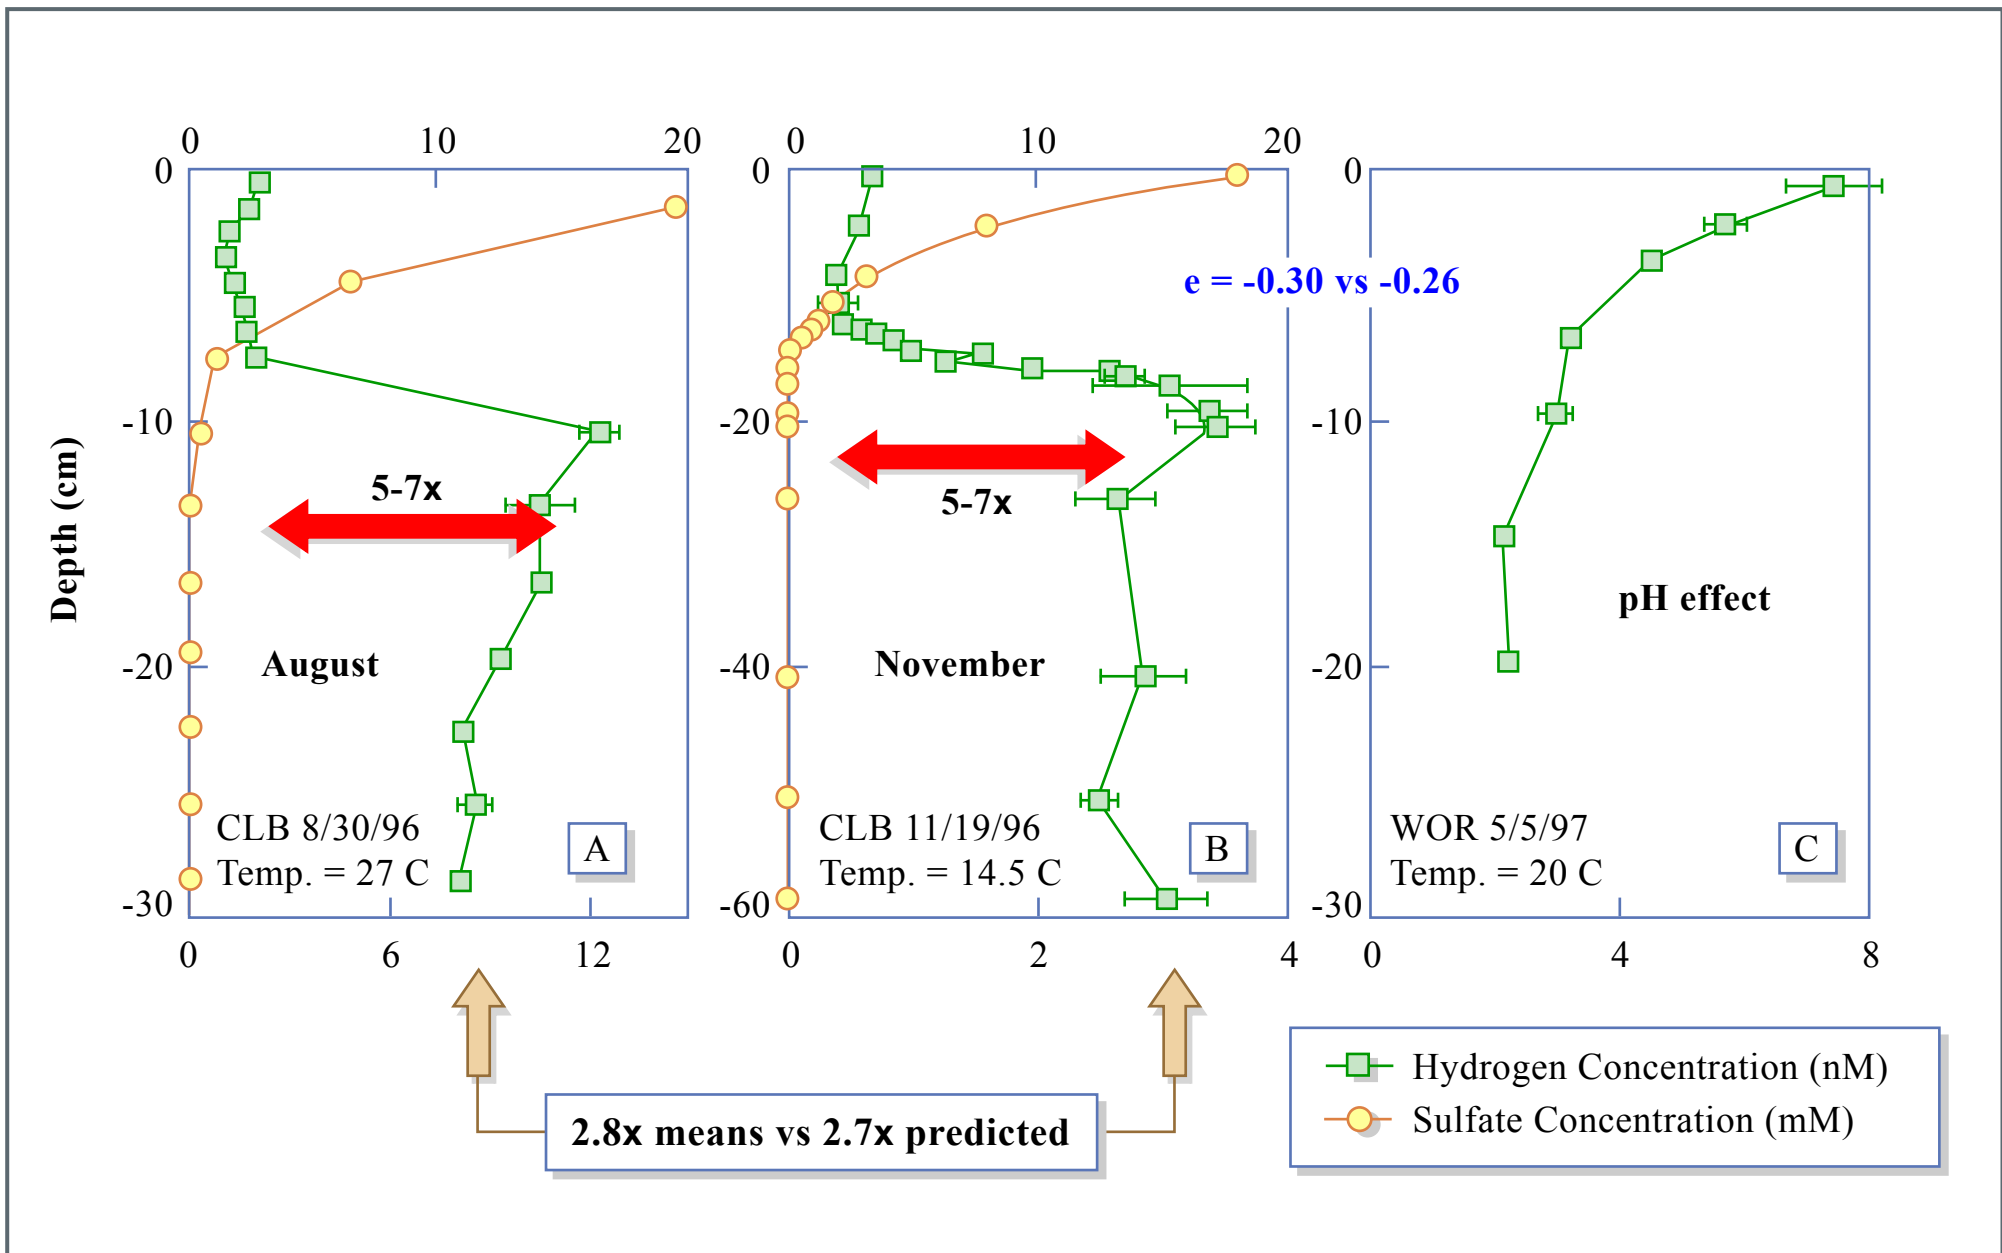 0 10 20
0 10 20
0
-10
-20
-30
Depth (cm)
5-7x
August
CLB 8/30/96
Temp. = 27 C
A
0 6 12
0
-20
-40
-60
5-7x
November
CLB 11/19/96
Temp. = 14.5 C
B
0 2 4
e = -0.30 vs -0.26
0
-10
-20
-30
pH effect
WOR 5/5/97
Temp. = 20 C
C
0 4 8
2.8x means vs 2.7x predicted
Hydrogen Concentration (nM)
Sulfate Concentration (mM)